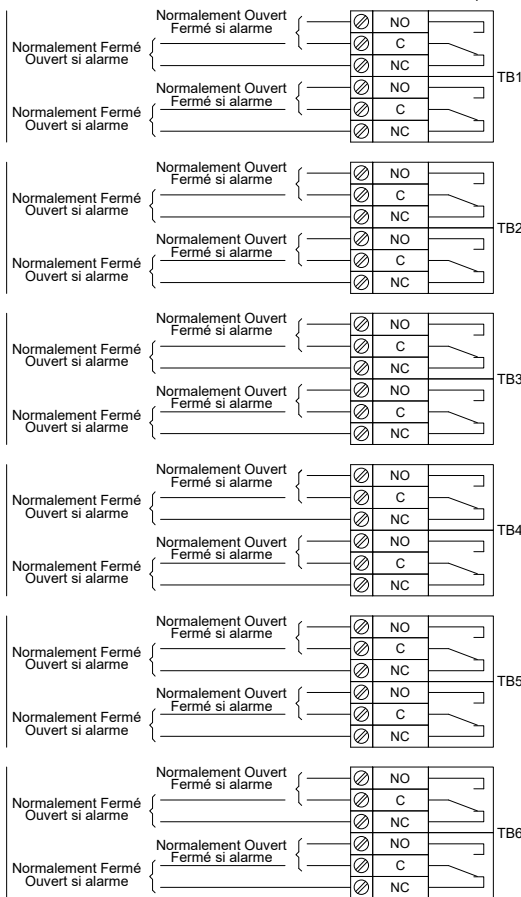 Normalement Ouvert
Fermé si alarme
NO
Normalement Fermé
Ouvert si alarme
C
NC
TB1
Normalement Ouvert
Fermé si alarme
NO
Normalement Fermé
Ouvert si alarme
C
NC
Normalement Ouvert
Fermé si alarme
NO
Normalement Fermé
Ouvert si alarme
C
NC
TB2
Normalement Ouvert
Fermé si alarme
NO
Normalement Fermé
Ouvert si alarme
C
NC
Normalement Ouvert
Fermé si alarme
NO
Normalement Fermé
Ouvert si alarme
C
NC
TB3
Normalement Ouvert
Fermé si alarme
NO
Normalement Fermé
Ouvert si alarme
C
NC
Normalement Ouvert
Fermé si alarme
NO
Normalement Fermé
Ouvert si alarme
C
NC
TB4
Normalement Ouvert
Fermé si alarme
NO
Normalement Fermé
Ouvert si alarme
C
NC
Normalement Ouvert
Fermé si alarme
NO
Normalement Fermé
Ouvert si alarme
C
NC
TB5
Normalement Ouvert
Fermé si alarme
NO
Normalement Fermé
Ouvert si alarme
C
NC
Normalement Ouvert
Fermé si alarme
NO
Normalement Fermé
Ouvert si alarme
C
NC
TB6
Normalement Ouvert
Fermé si alarme
NO
Normalement Fermé
Ouvert si alarme
C
NC